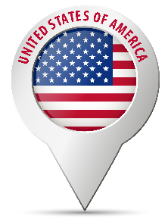 UNITED STATES OF AMERICA